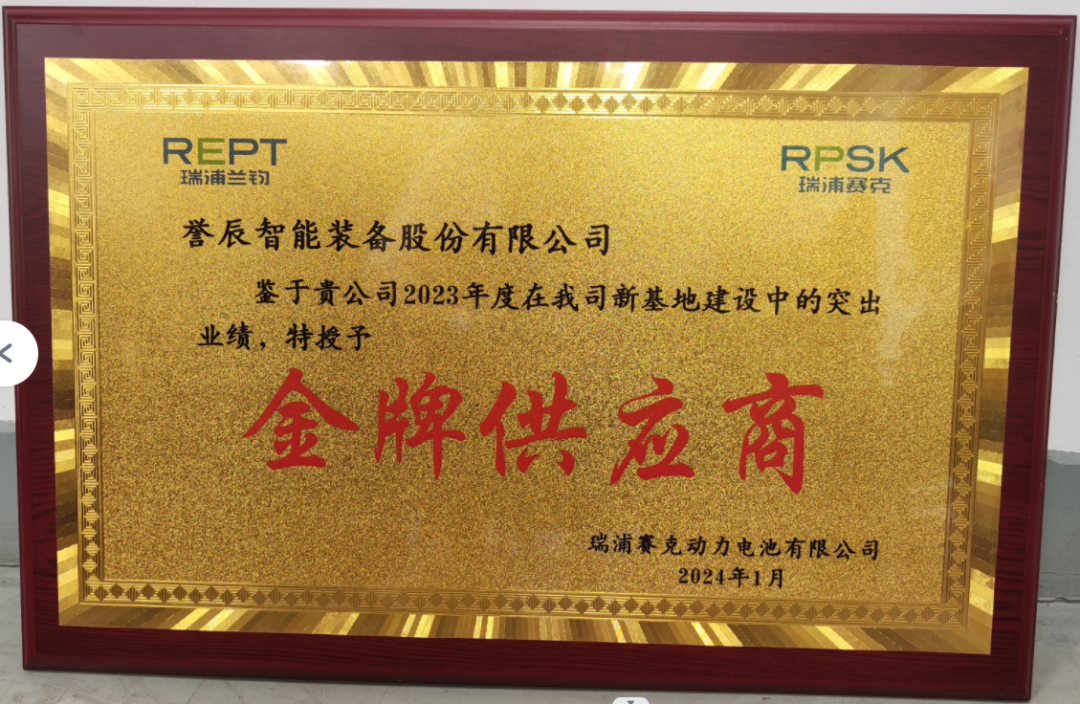 REPT
瑞浦兰钧
RPSK
瑞浦赛克
誉辰智能装备股份有限公司
鉴于贵公司2023年度在我司新基地建设中的突出
业绩，特授予
金牌供应商
瑞浦赛克动力电池有限公司
2024年1月